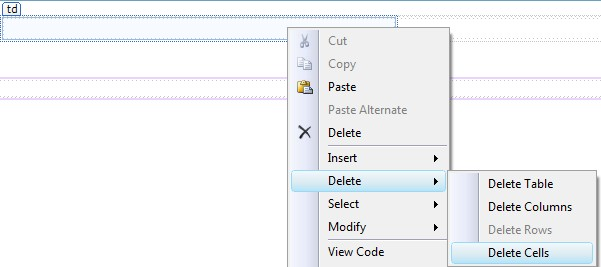 td
Cut
Copy
Paste
Paste Alternate
Delete
Insert
Delete
Select
Modify
View Code
Delete Table
Delete Columns
Delete Rows
Delete Cells